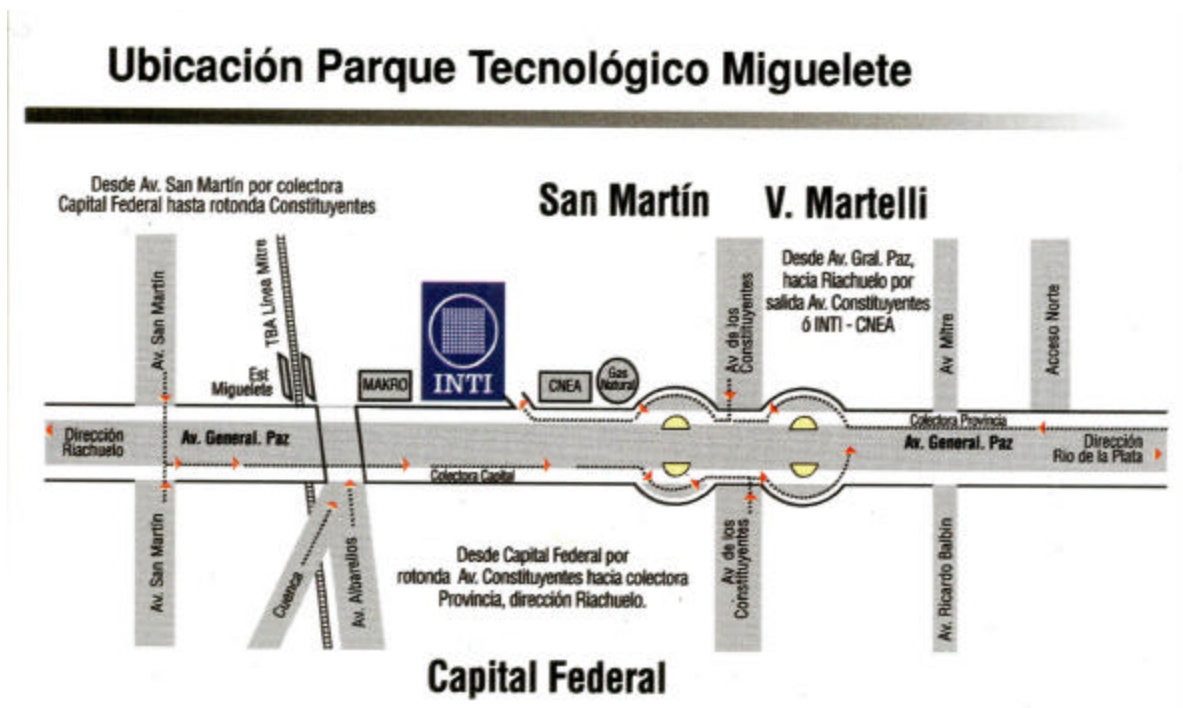 Ubicación Parque Tecnológico Miguelete
Desde Av. San Martín por colectora
Capital Federal hasta rotonda Constituyentes
San Martín
V. Martelli
Desde Av. Gral. Paz,
hacia Riachuelo por
salida Av. Constituyentes
ó INTI - CNEA
Av. San Martín
TBA Línea Mitre
Est
Miguelete
MAKRO
INTI
CNEA
Gas
Natural
Av de los
Constituyentes
Av Mitre
Acceso Norte
Colectora Provincia
Dirección
Riachuelo
Av. General. Paz
Av. General. Paz
Dirección
Rio de la Plata
Colectora Capital
Av. San Martín
Cuenca
Av. Albarellos
Desde Capital Federal por
rotonda Av. Constituyentes hacia colectora
Provincia, dirección Riachuelo.
Av de los
Constituyentes
Av. Ricardo Balbín
Capital Federal